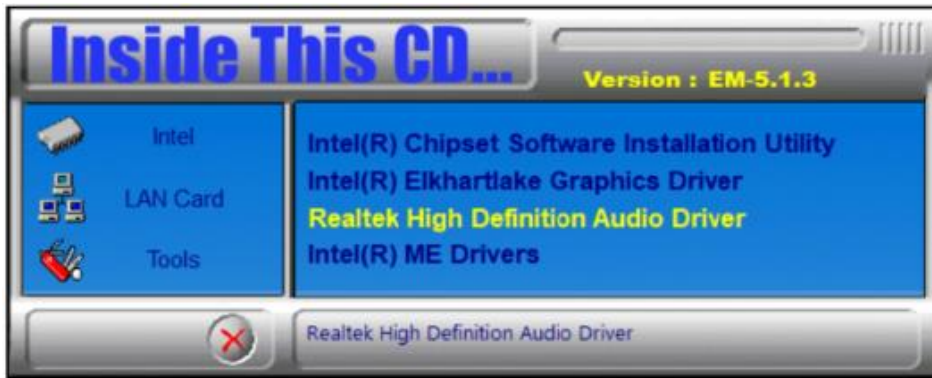 Inside This CD...
Version : EM-5.1.3
Intel
LAN Card
Tools
Intel(R) Chipset Software Installation Utility
Intel(R) Elkhartlake Graphics Driver
Realtek High Definition Audio Driver
Intel(R) ME Drivers
Realtek High Definition Audio Driver